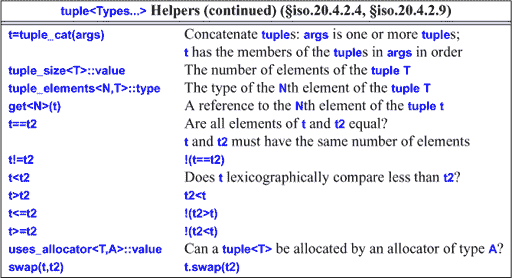 tuple<Types...> Helpers (continued) (§iso.20.4.2.4, §iso.20.4.2.9)
t=tuple_cat(args) Concatenate tuples: args is one or more tuples;
t has the members of the tuples in args in order
tuple_size<T>::value The number of elements of the tuple T
tuple_elements<N,T>::type The type of the Nth element of the tuple T
get<N>(t) A reference to the Nth element of the tuple t
t==t2 Are all elements of t and t2 equal?
t and t2 must have the same number of elements
t!=t2 !(t==t2)
t<t2 Does t lexicographically compare less than t2?
t>t2 t2<t
t<=t2 !(t2>t)
t>=t2 !(t2<t)
uses_allocator<T,A>::value Can a tuple<T> be allocated by an allocator of type A?
swap(t,t2) t.swap(t2)